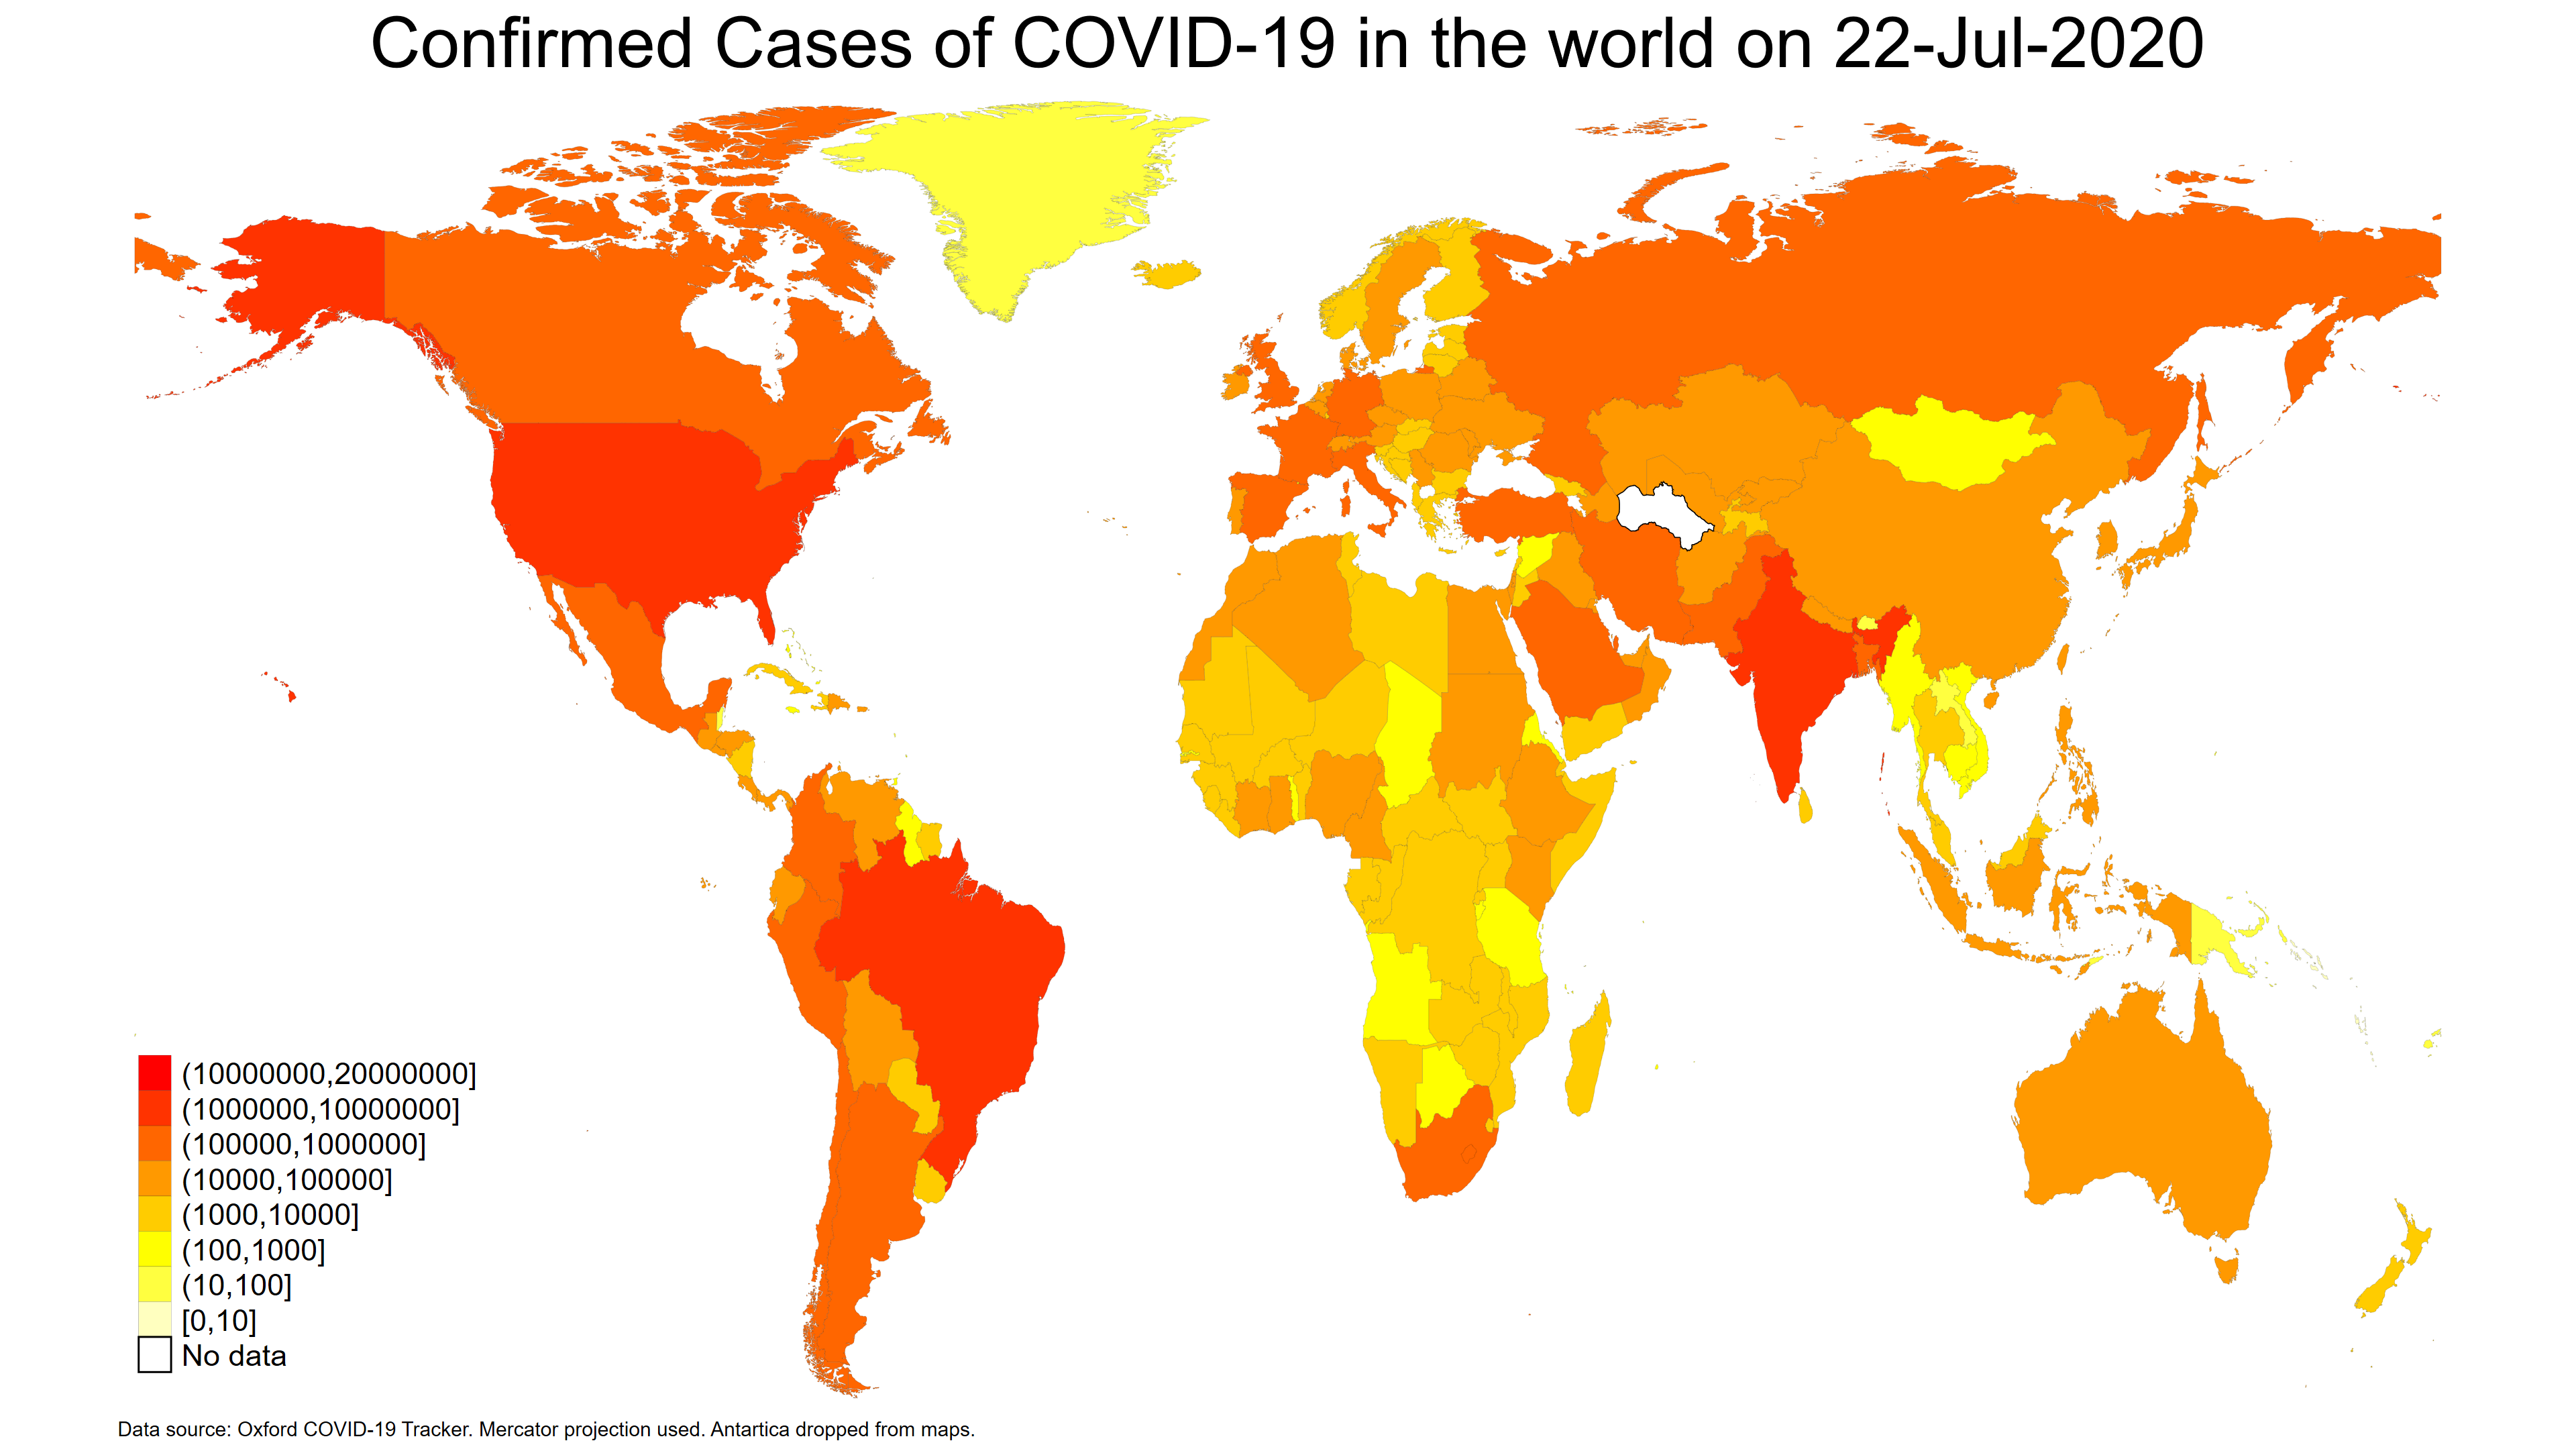 Confirmed Cases of COVID-19 in the world on 22-Jul-2020
(10000000,20000000]
(1000000,10000000]
(100000,1000000]
(10000,100000]
(1000,10000]
(100,1000]
(10,100]
[0,10]
No data
Data source: Oxford COVID-19 Tracker. Mercator projection used. Antartica dropped from maps.